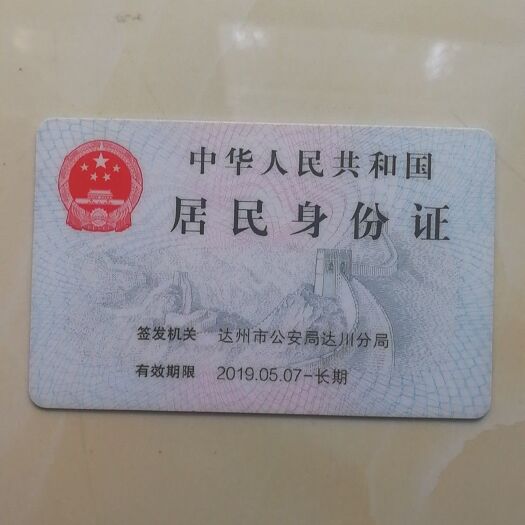 中华人民共和国
居民身份证
签发机关 达州市公安局达川分局
有效期限 2019.05.07-长期